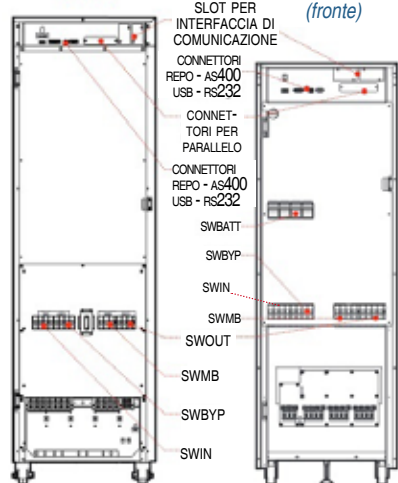 SLOT PER
INTERFACCIA DI
COMUNICAZIONE
(fronte)
CONNETTORI
REPO - AS400
USB - RS232
CONNET-
TORI PER
PARALLELO
CONNETTORI
REPO - AS400
USB - RS232
SWBATT
SWBYP
SWIN
SWMB
SWOUT
SWMB
SWBYP
SWIN